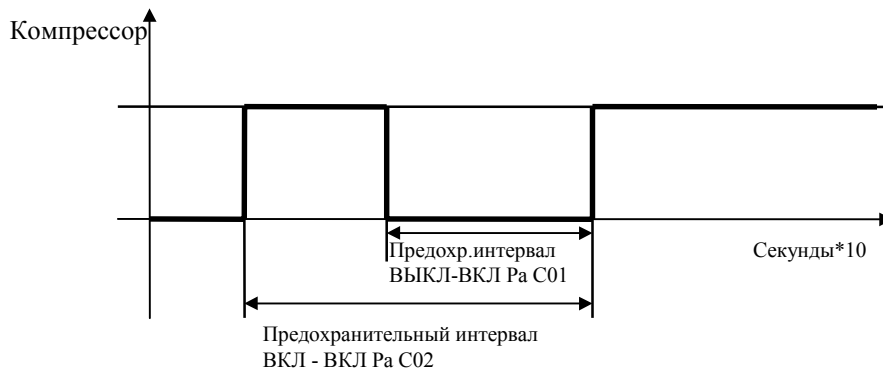 Компрессор
Предохр.интервал
ВЫКЛ-ВКЛ Pa C01
Секунды*10
Предохранительный интервал
ВКЛ - ВКЛ Pa C02